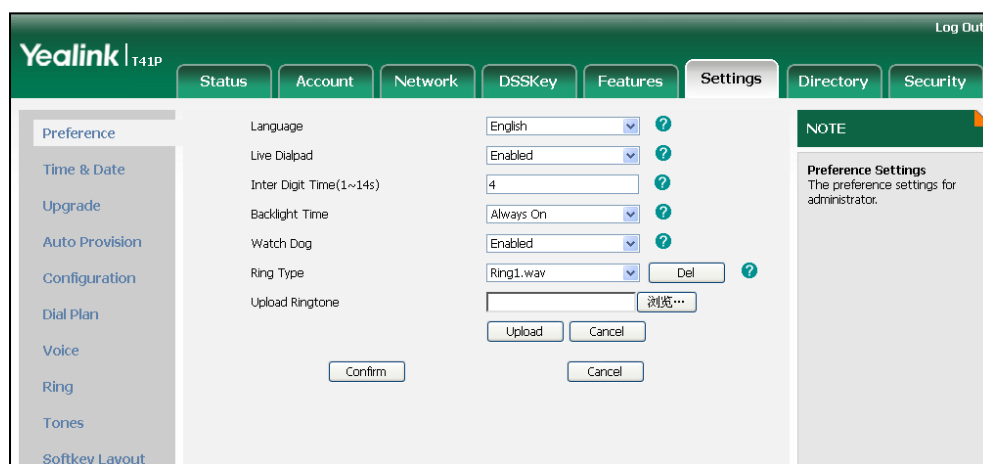 Log Out
Yealink T41P
Status Account Network DSSKey Features Settings Directory Security
Preference
Time & Date
Upgrade
Auto Provision
Configuration
Dial Plan
Voice
Ring
Tones
Softkey Layout
Language English ?
Live Dialpad Enabled ?
Inter Digit Time(1~14s) 4 ?
Backlight Time Always On ?
Watch Dog Enabled ?
Ring Type Ring1.wav Del ?
Upload Ringtone 浏览…
Upload Cancel
Confirm Cancel
NOTE
Preference Settings
The preference settings for
administrator.